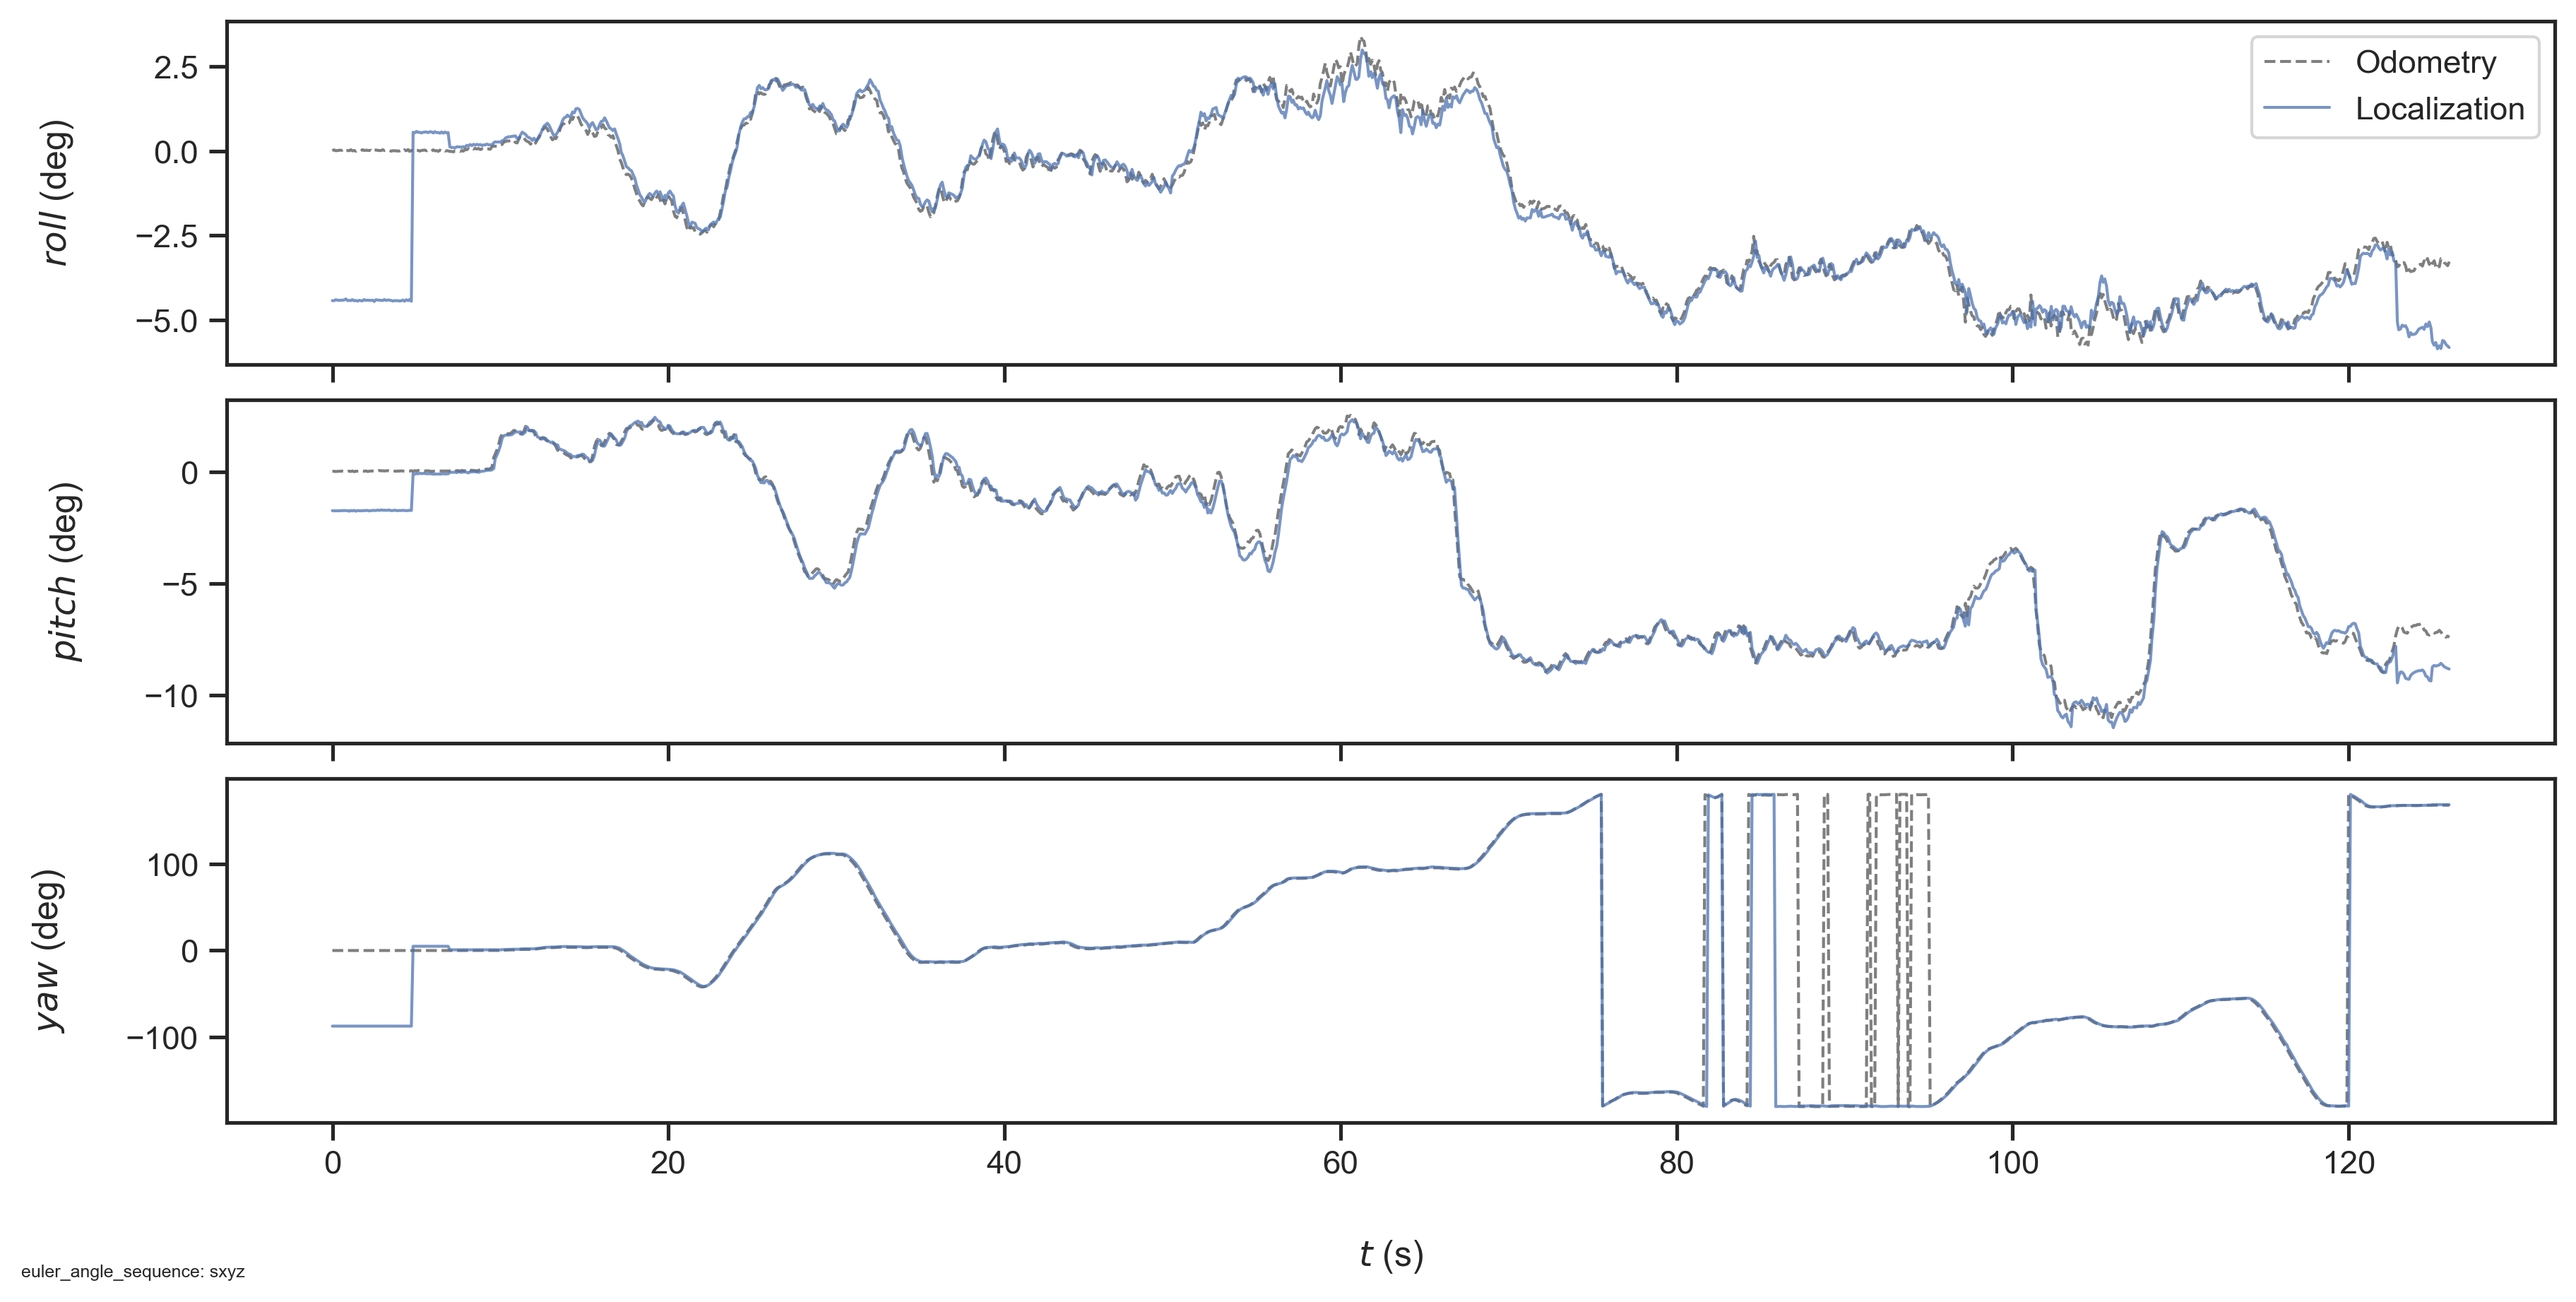 2.5
0.0
−2.5
−5.0
roll (deg)
Odometry
Localization
0
−5
−10
pitch (deg)
100
0
−100
yaw (deg)
0 20 40 60 80 100 120
t (s)
euler_angle_sequence: sxyz